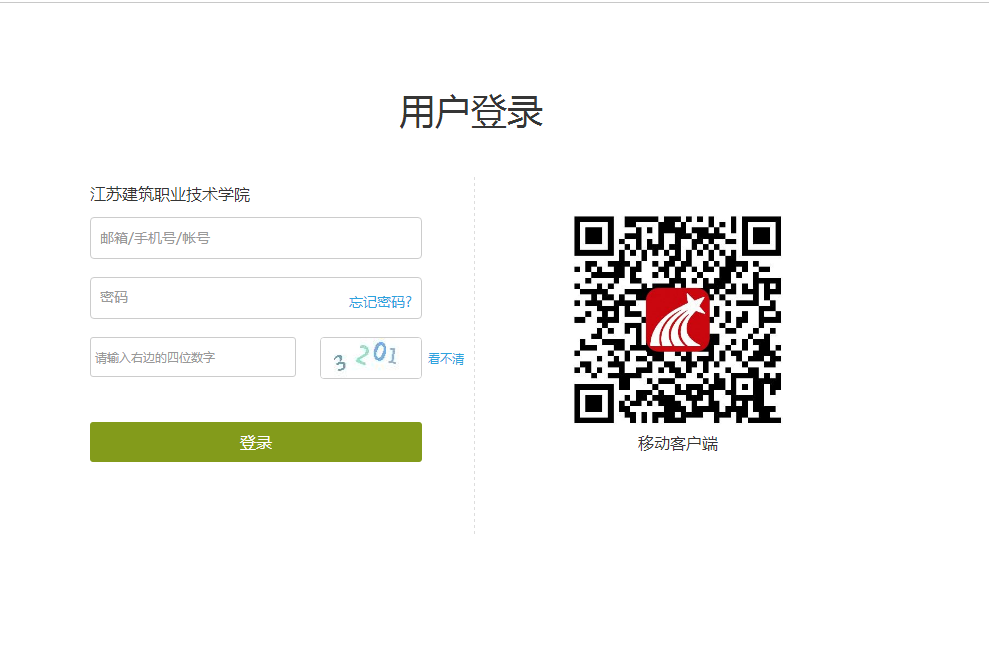 用户登录
江苏建筑职业技术学院
邮箱/手机号/帐号
密码
忘记密码?
请输入右边的四位数字
3201
看不清
登录
移动客户端